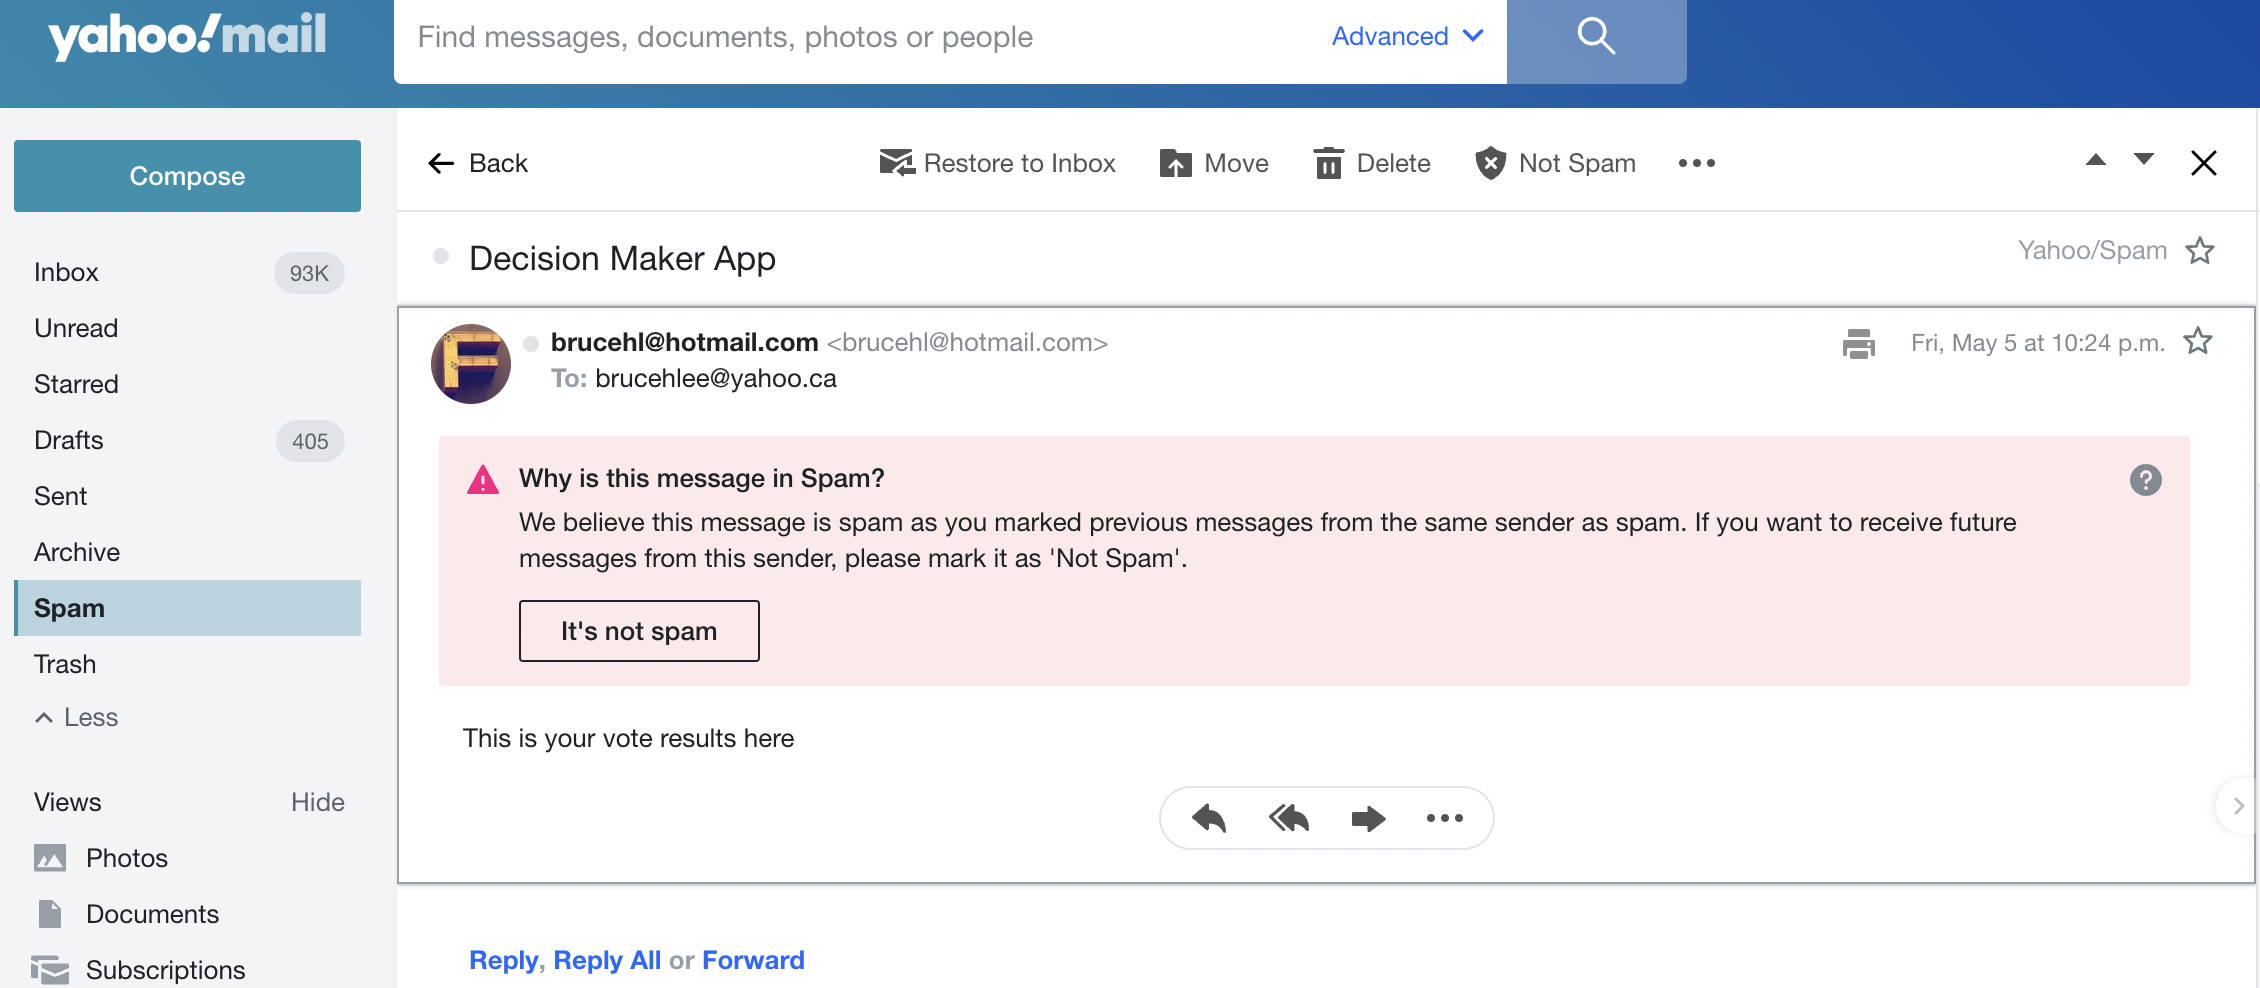 yahoo!mail
Find messages, documents, photos or people
Advanced
Compose
Inbox 93K
Unread
Starred
Drafts 405
Sent
Archive
Spam
Trash
Less
Views Hide
Photos
Documents
Subscriptions
Back
Restore to Inbox
Move
Delete
Not Spam
Decision Maker App
Yahoo/Spam
F
brucehl@hotmail.com <brucehl@hotmail.com>
Fri, May 5 at 10:24 p.m.
To: brucehlee@yahoo.ca
Why is this message in Spam?
We believe this message is spam as you marked previous messages from the same sender as spam. If you want to receive future
messages from this sender, please mark it as 'Not Spam'.
It's not spam
This is your vote results here
Reply, Reply All or Forward